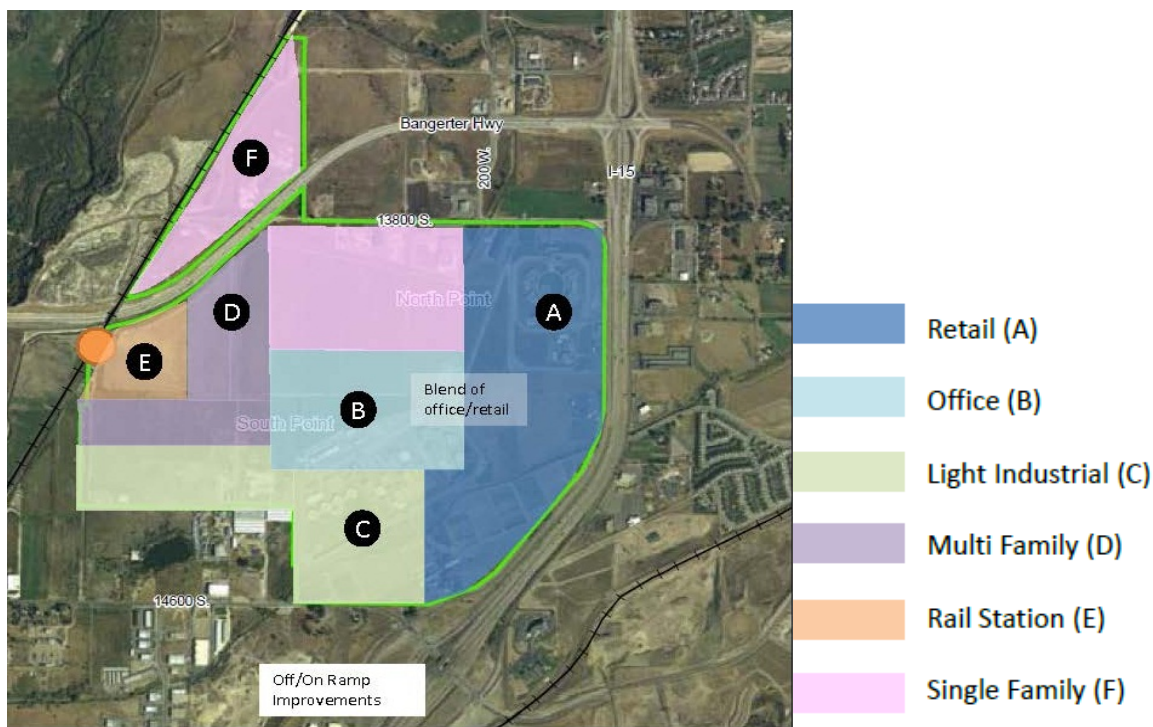 F
Bangerter Hwy
200 W.
I-15
13800 S.
North Point
D
A
E
Blend of
office/retail
B
South Point
C
14600 S.
Off/On Ramp
Improvements
Retail (A)
Office (B)
Light Industrial (C)
Multi Family (D)
Rail Station (E)
Single Family (F)